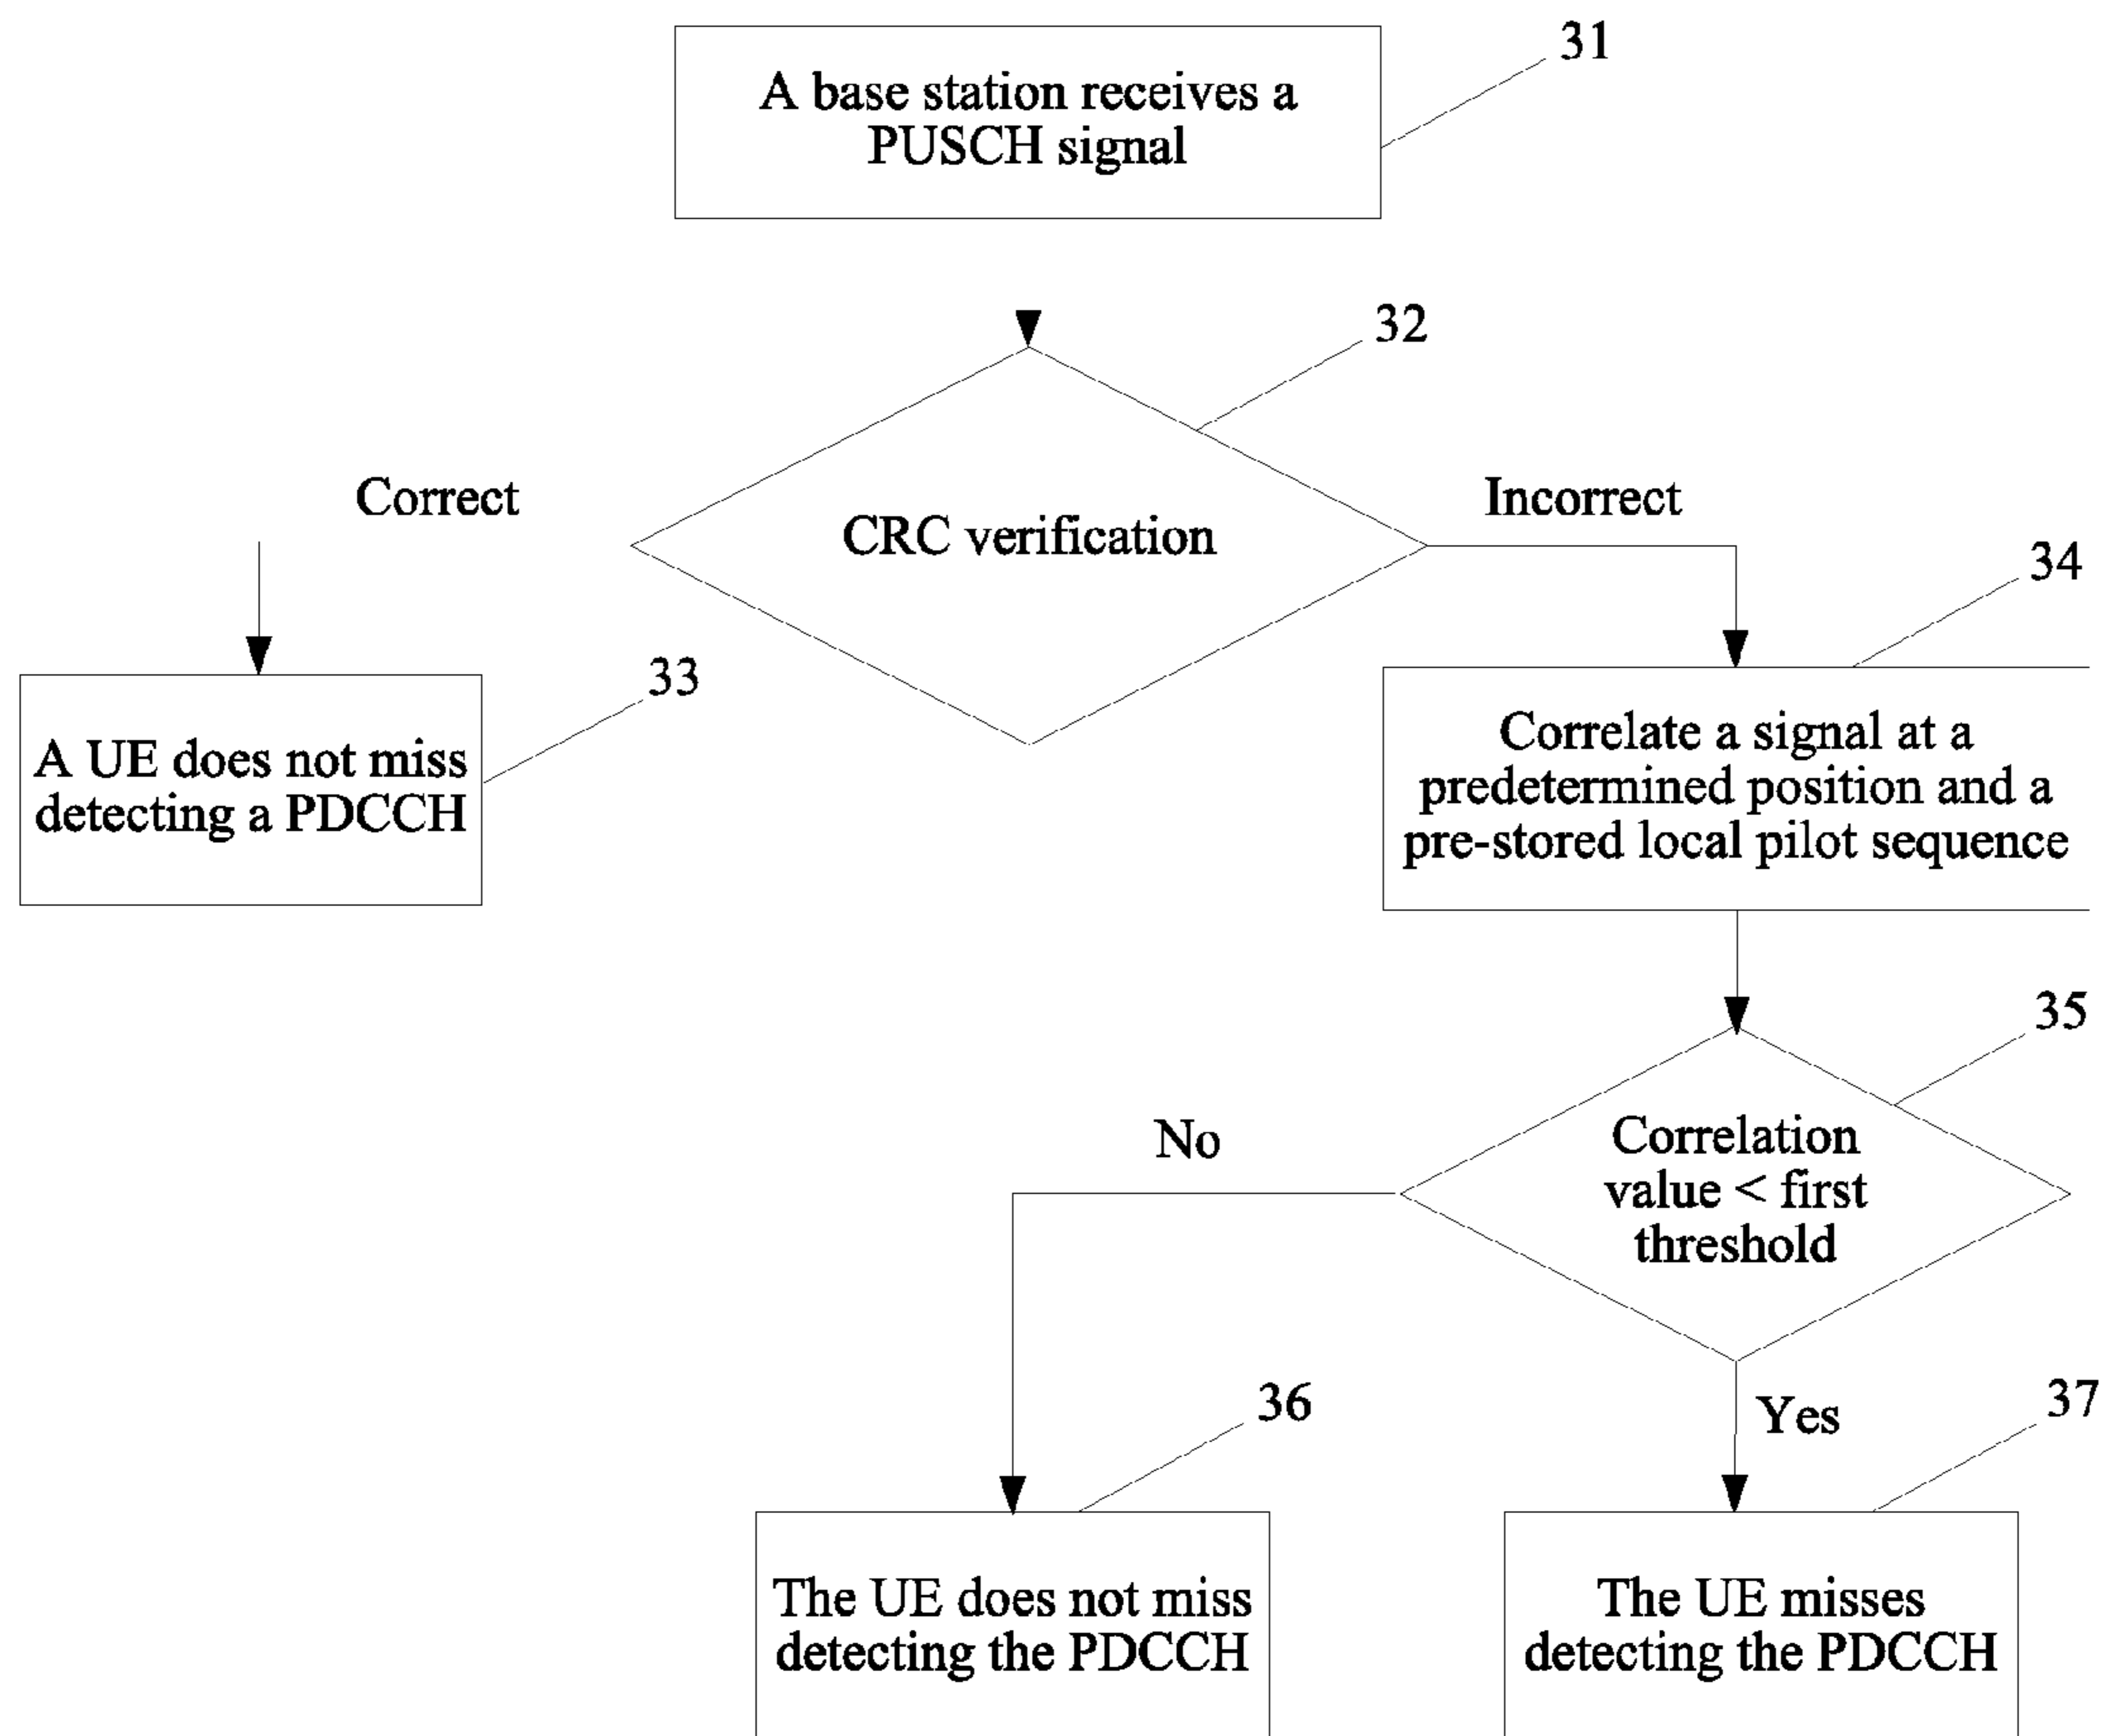 31
A base station receives a
PUSCH signal
32
Correct
CRC verification
Incorrect
34
33
A UE does not miss
detecting a PDCCH
Correlate a signal at a
predetermined position and a
pre-stored local pilot sequence
35
No
Correlation
value < first
threshold
36
Yes
37
The UE does not miss
detecting the PDCCH
The UE misses
detecting the PDCCH